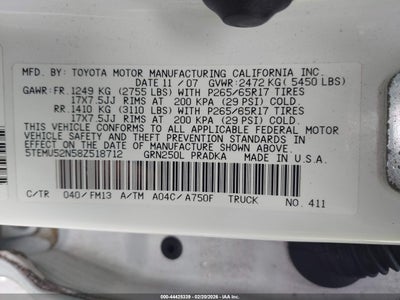 MFD. BY: TOYOTA MOTOR MANUFACTURING CALIFORNIA INC.
DATE 11 / 07 GVWR: 2472 KG ( 5450 LBS)
GAWR: FR. 1249 KG (2755 LBS) WITH P265/65R17 TIRES
17X7.5JJ RIMS AT 200 KPA (29 PSI) COLD.
RR. 1410 KG (3110 LBS) WITH P265/65R17 TIRES
17X7.5JJ RIMS AT 200 KPA (29 PSI) COLD.
THIS VEHICLE CONFORMS TO ALL APPLICABLE FEDERAL MOTOR
VEHICLE SAFETY AND THEFT PREVENTION STANDARDS IN
EFFECT ON THE DATE OF MANUFACTURE SHOWN ABOVE.
5TEMU52N58Z518712 GRN250L PRADKA MADE IN U.S.A.
C/TR 040/FM13 A/TM A04C/A750F TRUCK NO. 411
000-44425339 - 02/20/2026 - IAAI.COM